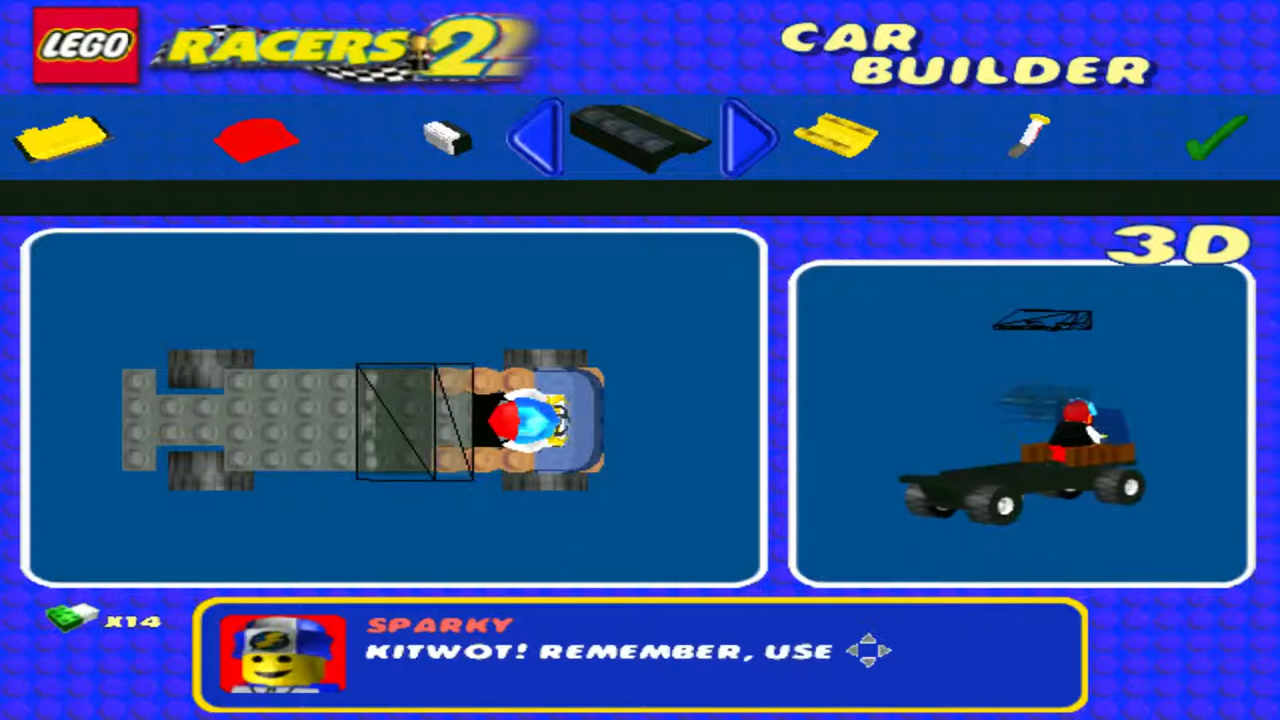 LEGO RACERS 2
CAR
BUILDER
3D
X14
SPARKY
KITWOT! REMEMBER, USE